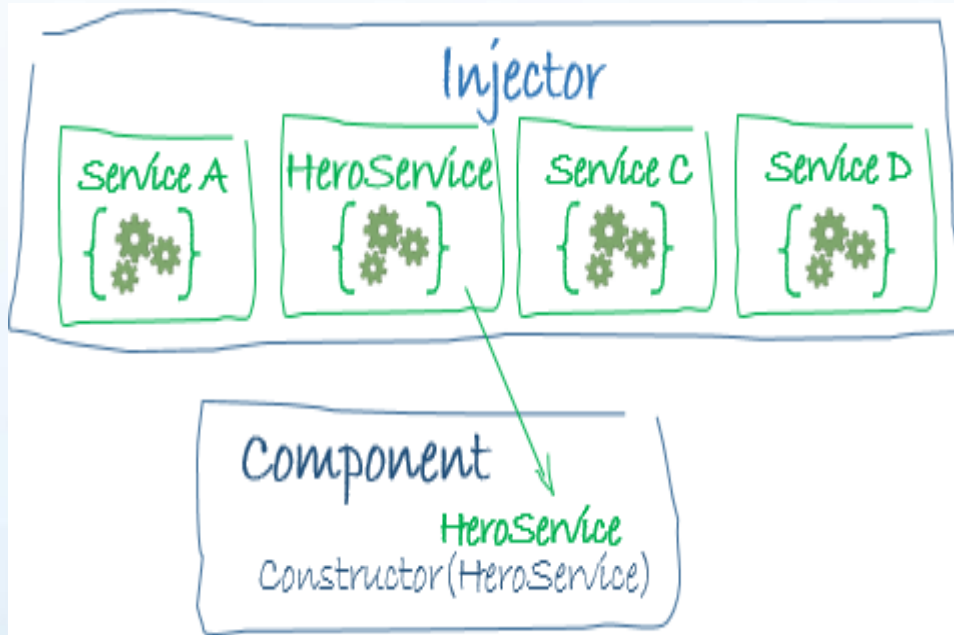 Injector
Service A
HeroService
Service C
Service D
Component
HeroService
Constructor(HeroService)